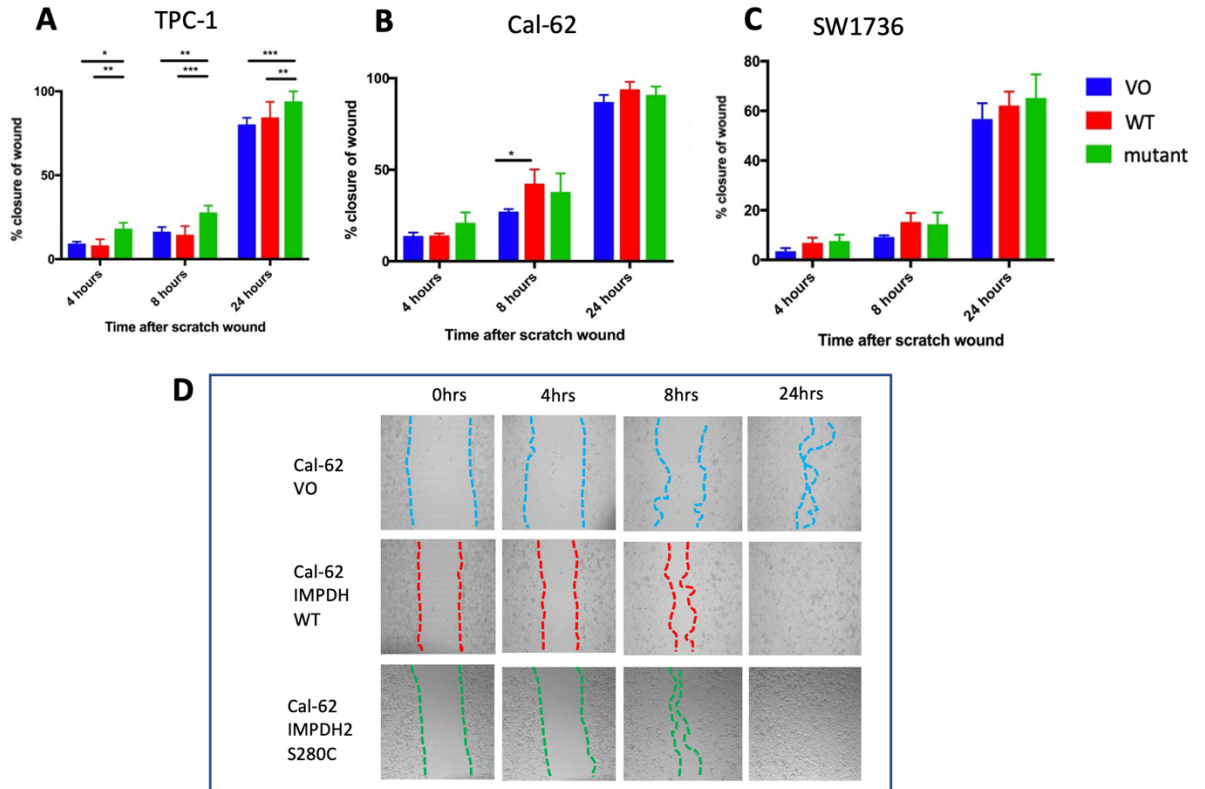 A
TPC-1
* ** ***
** *** **
% closure of wound
100
50
0
4 hours
8 hours
24 hours
Time after scratch wound
B
Cal-62
*
% closure of wound
100
50
0
4 hours
8 hours
24 hours
Time after scratch wound
C
SW1736
% closure of wound
80
60
40
20
0
4 hours
8 hours
24 hours
Time after scratch wound
VO
WT
mutant
D
0hrs 4hrs 8hrs 24hrs
Cal-62
VO
Cal-62
IMPDH
WT
Cal-62
IMPDH2
S280C